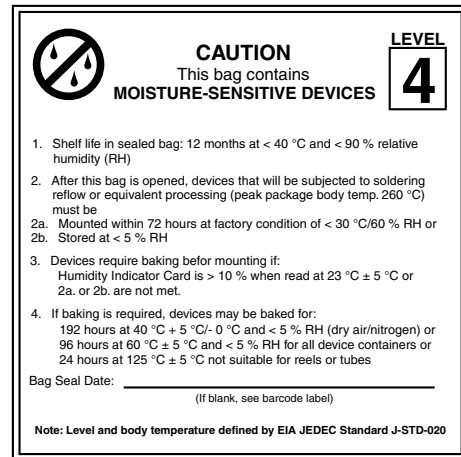 LEVEL
CAUTION
This bag contains
MOISTURE-SENSITIVE DEVICES
4
1. Shelf life in sealed bag: 12 months at < 40 °C and < 90 % relative
humidity (RH)
2. After this bag is opened, devices that will be subjected to soldering
reflow or equivalent processing (peak package body temp. 260 °C)
must be
2a. Mounted within 72 hours at factory condition of < 30 °C/60 % RH or
2b. Stored at < 5 % RH
3. Devices require baking befor mounting if:
Humidity Indicator Card is > 10 % when read at 23 °C ± 5 °C or
2a. or 2b. are not met.
4. If baking is required, devices may be baked for:
192 hours at 40 °C + 5 °C/- 0 °C and < 5 % RH (dry air/nitrogen) or
96 hours at 60 °C ± 5 °C and < 5 % RH for all device containers or
24 hours at 125 °C ± 5 °C not suitable for reels or tubes
Bag Seal Date:
(If blank, see barcode label)
Note: Level and body temperature defined by EIA JEDEC Standard J-STD-020